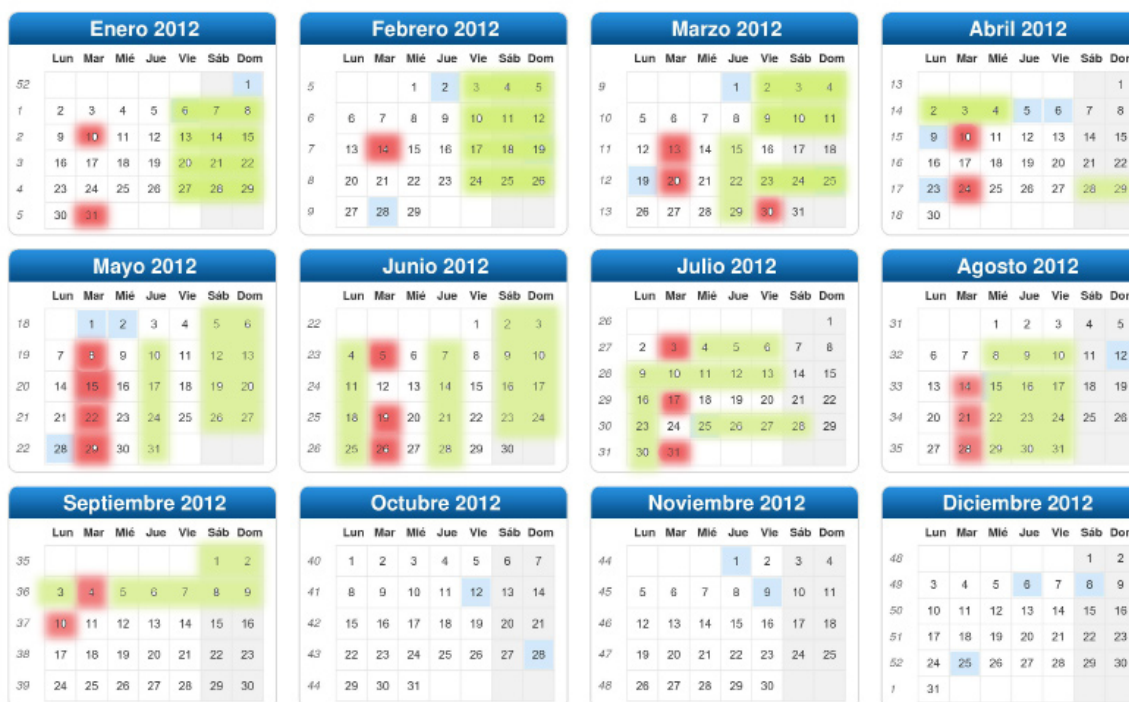 Enero 2012
Lun Mar Mié Jue Vie Sáb Dom
52 1
1 2 3 4 5 6 7 8
2 9 10 11 12 13 14 15
3 16 17 18 19 20 21 22
4 23 24 25 26 27 28 29
5 30 31
Febrero 2012
Lun Mar Mié Jue Vie Sáb Dom
5 1 2 3 4 5
6 6 7 8 9 10 11 12
7 13 14 15 16 17 18 19
8 20 21 22 23 24 25 26
9 27 28 29
Marzo 2012
Lun Mar Mié Jue Vie Sáb Dom
9 1 2 3 4
10 5 6 7 8 9 10 11
11 12 13 14 15 16 17 18
12 19 20 21 22 23 24 25
13 26 27 28 29 30 31
Abril 2012
Lun Mar Mié Jue Vie Sáb Dom
13 1
14 2 3 4 5 6 7 8
15 9 10 11 12 13 14 15
16 16 17 18 19 20 21 22
17 23 24 25 26 27 28 29
18 30
Mayo 2012
Lun Mar Mié Jue Vie Sáb Dom
18 1 2 3 4 5 6
19 7 8 9 10 11 12 13
20 14 15 16 17 18 19 20
21 21 22 23 24 25 26 27
22 28 29 30 31
Junio 2012
Lun Mar Mié Jue Vie Sáb Dom
22 1 2 3
23 4 5 6 7 8 9 10
24 11 12 13 14 15 16 17
25 18 19 20 21 22 23 24
26 25 26 27 28 29 30
Julio 2012
Lun Mar Mié Jue Vie Sáb Dom
26 1
27 2 3 4 5 6 7 8
28 9 10 11 12 13 14 15
29 16 17 18 19 20 21 22
30 23 24 25 26 27 28 29
31 30 31
Agosto 2012
Lun Mar Mié Jue Vie Sáb Dom
31 1 2 3 4 5
32 6 7 8 9 10 11 12
33 13 14 15 16 17 18 19
34 20 21 22 23 24 25 26
35 27 28 29 30 31
Septiembre 2012
Lun Mar Mié Jue Vie Sáb Dom
35 1 2
36 3 4 5 6 7 8 9
37 10 11 12 13 14 15 16
38 17 18 19 20 21 22 23
39 24 25 26 27 28 29 30
Octubre 2012
Lun Mar Mié Jue Vie Sáb Dom
40 1 2 3 4 5 6 7
41 8 9 10 11 12 13 14
42 15 16 17 18 19 20 21
43 22 23 24 25 26 27 28
44 29 30 31
Noviembre 2012
Lun Mar Mié Jue Vie Sáb Dom
44 1 2 3 4
45 5 6 7 8 9 10 11
46 12 13 14 15 16 17 18
47 19 20 21 22 23 24 25
48 26 27 28 29 30
Diciembre 2012
Lun Mar Mié Jue Vie Sáb Dom
48 1 2
49 3 4 5 6 7 8 9
50 10 11 12 13 14 15 16
51 17 18 19 20 21 22 23
52 24 25 26 27 28 29 30
1 31